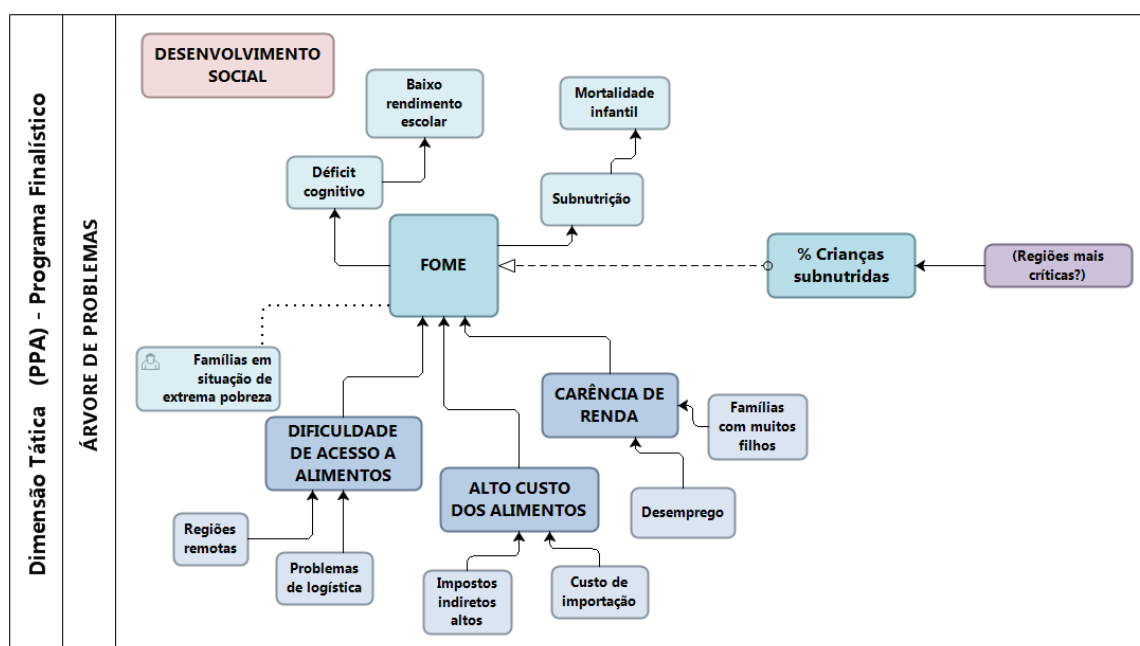 Dimensão Tática (PPA) - Programa Finalístico
ÁRVORE DE PROBLEMAS
DESENVOLVIMENTO
SOCIAL
Baixo
rendimento
escolar
Mortalidade
infantil
Déficit
cognitivo
Subnutrição
FOME
% Crianças
subnutridas
(Regiões mais
críticas?)
Famílias em
situação de
extrema pobreza
CARÊNCIA DE
RENDA
Famílias
com muitos
filhos
DIFICULDADE
DE ACESSO A
ALIMENTOS
ALTO CUSTO
DOS ALIMENTOS
Desemprego
Regiões
remotas
Problemas
de logística
Impostos
indiretos
altos
Custo de
importação